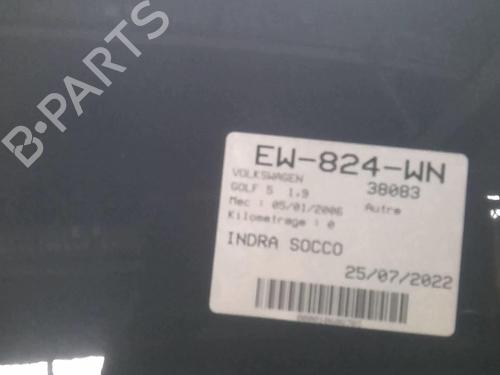 B-PARTS
EW-824-WN
VOLKSWAGEN 38083
GOLF 5 1.9
Mec : 05/01/2006 Autre
Kilometrage : 0
INDRA SOCCO
25/07/2022